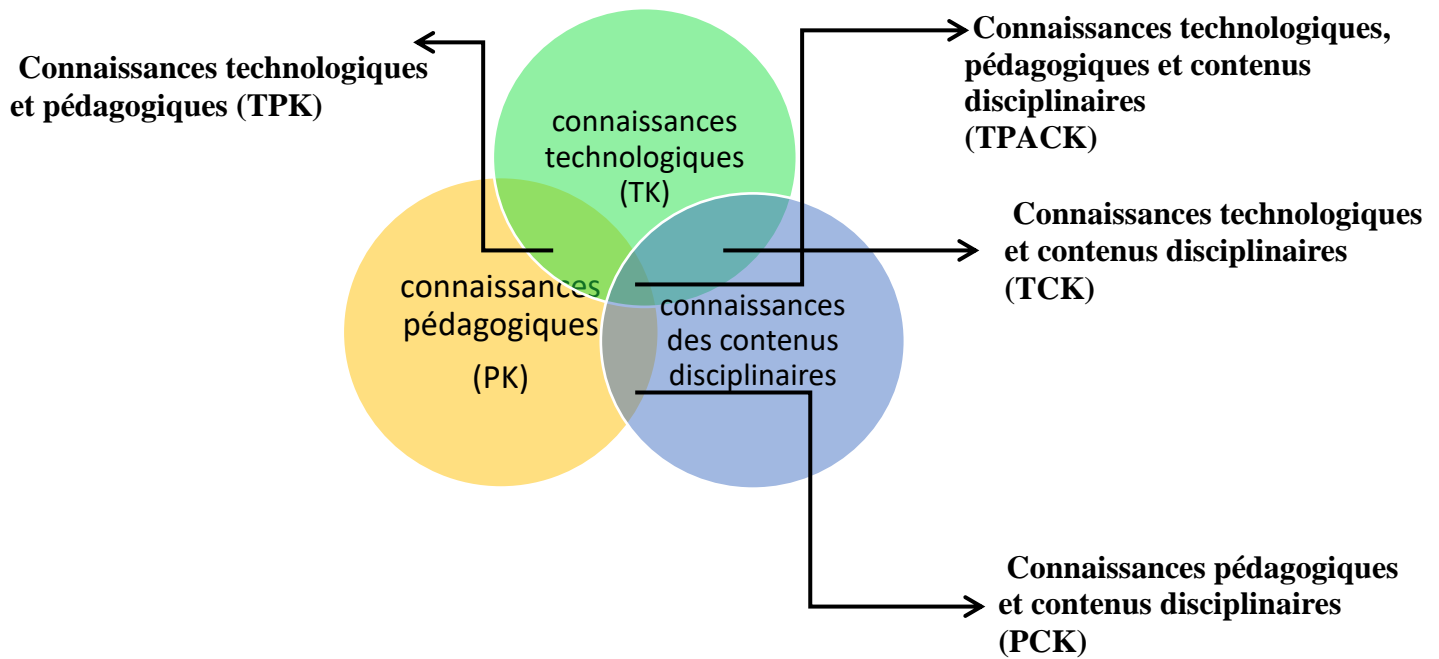 Connaissances technologiques
et pédagogiques (TPK)
Connaissances technologiques,
pédagogiques et contenus
disciplinaires
(TPACK)
connaissances
technologiques
(TK)
Connaissances technologiques
et contenus disciplinaires
(TCK)
connaissances
pédagogiques
(PK)
connaissances
des contenus
disciplinaires
Connaissances pédagogiques
et contenus disciplinaires
(PCK)